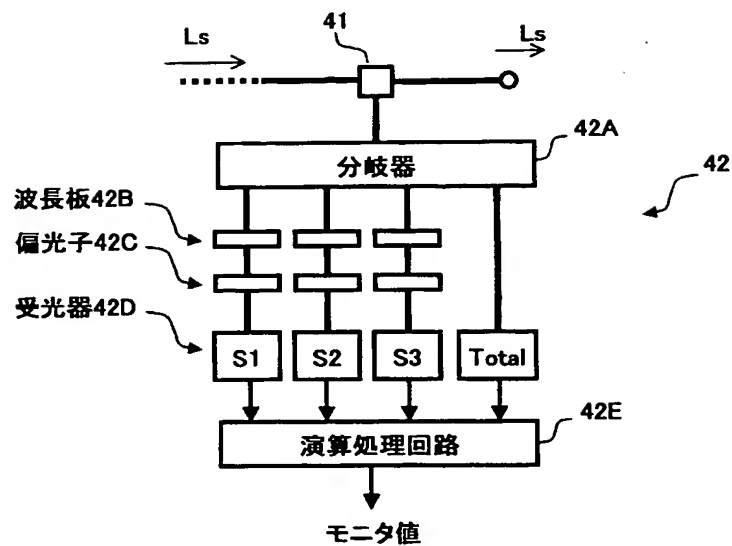 Ls
41
Ls
42A
分岐器
42
波長板42B
偏光子42C
受光器42D
S1 S2 S3 Total
42E
演算処理回路
モニタ値